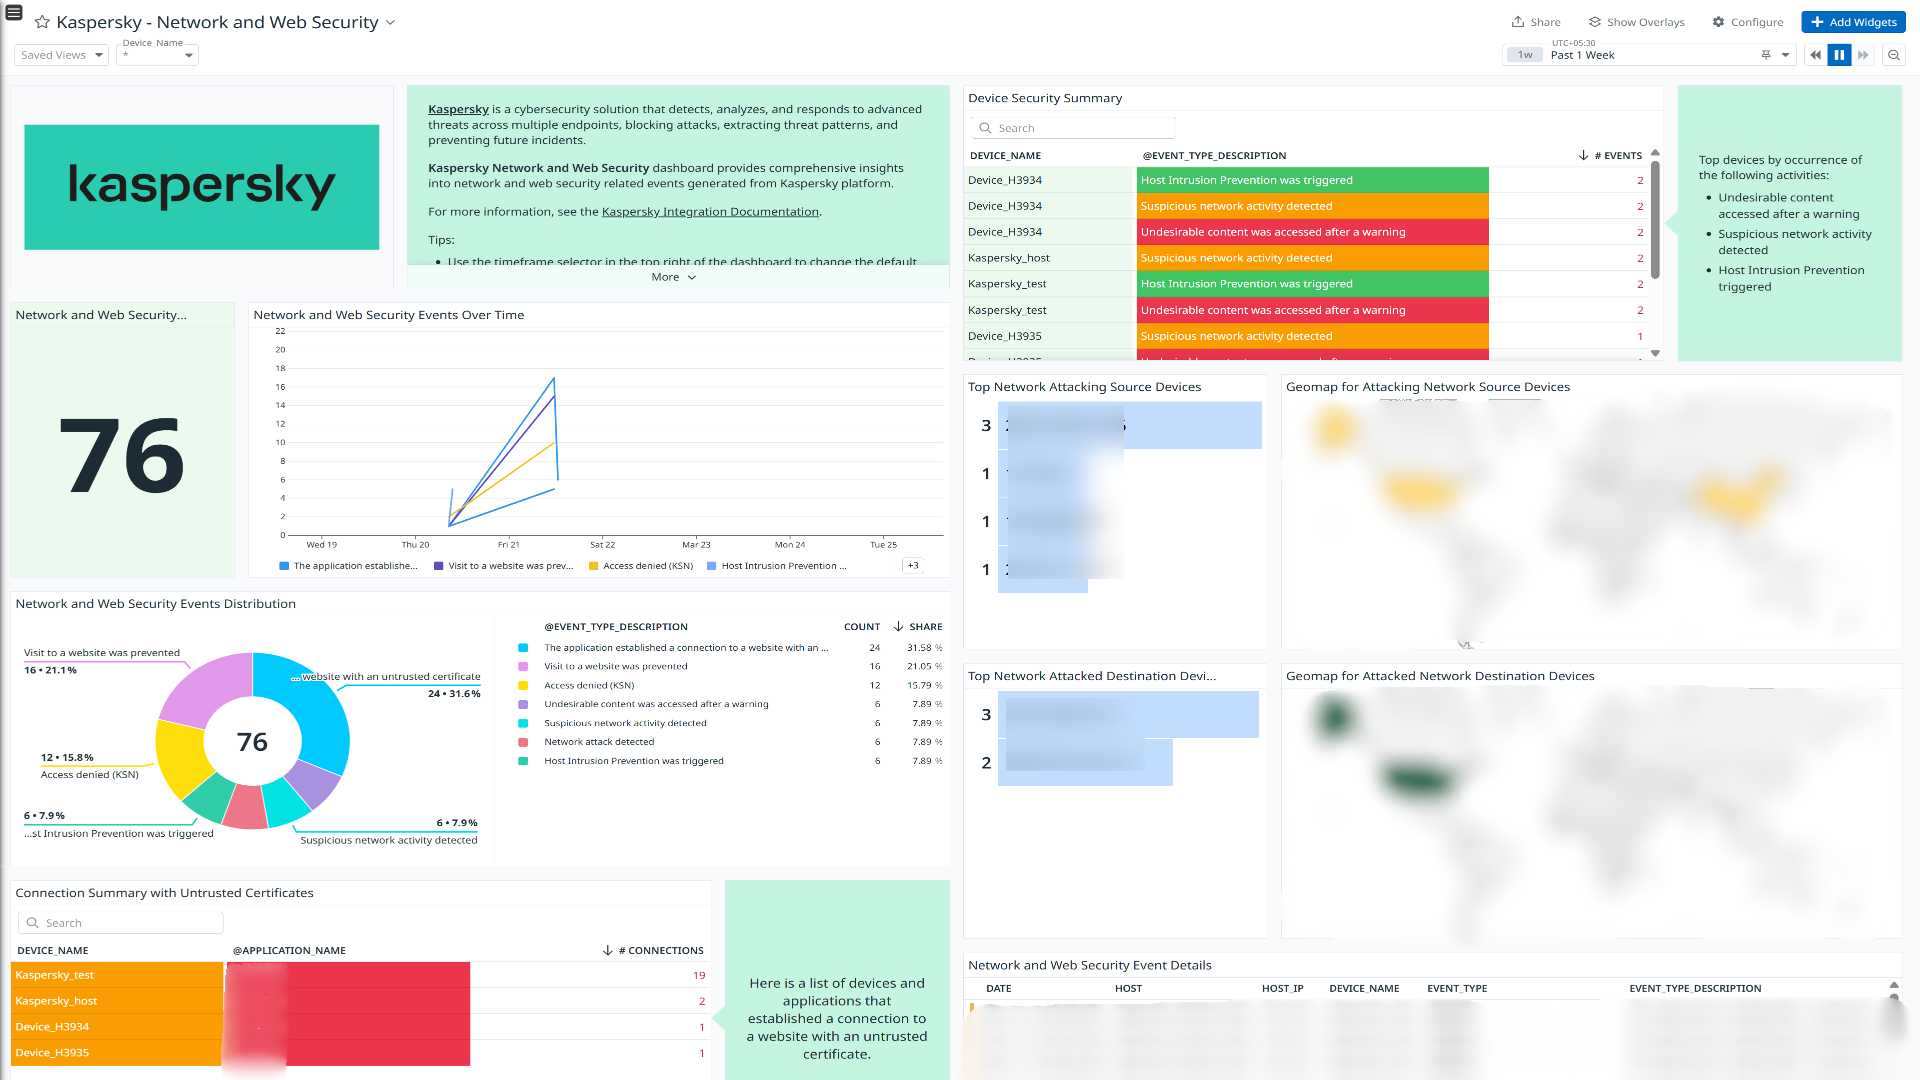 Kaspersky - Network and Web Security
Share
Show Overlays
Configure
Add Widgets
Saved Views
Device_Name
*
UTC+05:30
1w
Past 1 Week
kaspersky
Kaspersky is a cybersecurity solution that detects, analyzes, and responds to advanced
threats across multiple endpoints, blocking attacks, extracting threat patterns, and
preventing future incidents.
Kaspersky Network and Web Security dashboard provides comprehensive insights
into network and web security related events generated from Kaspersky platform.
For more information, see the Kaspersky Integration Documentation.
Tips:
• Use the timeframe selector in the top right of the dashboard to change the default
More
Device Security Summary
Search
DEVICE_NAME @EVENT_TYPE_DESCRIPTION # EVENTS
Device_H3934 Host Intrusion Prevention was triggered 2
Device_H3934 Suspicious network activity detected 2
Device_H3934 Undesirable content was accessed after a warning 2
Kaspersky_host Suspicious network activity detected 2
Kaspersky_test Host Intrusion Prevention was triggered 2
Kaspersky_test Undesirable content was accessed after a warning 2
Device_H3935 Suspicious network activity detected 1
Top devices by occurrence of
the following activities:
• Undesirable content
accessed after a warning
• Suspicious network activity
detected
• Host Intrusion Prevention
triggered
Network and Web Security...
76
Network and Web Security Events Over Time
22
20
18
16
14
12
10
8
6
4
2
0
Wed 19 Thu 20 Fri 21 Sat 22 Mar 23 Mon 24 Tue 25
The application establishe... Visit to a website was prev... Access denied (KSN) Host Intrusion Prevention ... +3
Top Network Attacking Source Devices
3
1
1
1
Geomap for Attacking Network Source Devices
Network and Web Security Events Distribution
Visit to a website was prevented
16 • 21.1%
... website with an untrusted certificate
24 • 31.6%
76
12 • 15.8%
Access denied (KSN)
6 • 7.9%
...st Intrusion Prevention was triggered
6 • 7.9%
Suspicious network activity detected
@EVENT_TYPE_DESCRIPTION COUNT SHARE
The application established a connection to a website with an ... 24 31.58 %
Visit to a website was prevented 16 21.05 %
Access denied (KSN) 12 15.79 %
Undesirable content was accessed after a warning 6 7.89 %
Suspicious network activity detected 6 7.89 %
Network attack detected 6 7.89 %
Host Intrusion Prevention was triggered 6 7.89 %
Top Network Attacked Destination Devi...
3
2
Geomap for Attacked Network Destination Devices
Connection Summary with Untrusted Certificates
Search
DEVICE_NAME @APPLICATION_NAME # CONNECTIONS
Kaspersky_test 19
Kaspersky_host 2
Device_H3934 1
Device_H3935 1
Here is a list of devices and
applications that
established a connection to
a website with an untrusted
certificate.
Network and Web Security Event Details
DATE HOST HOST_IP DEVICE_NAME EVENT_TYPE EVENT_TYPE_DESCRIPTION